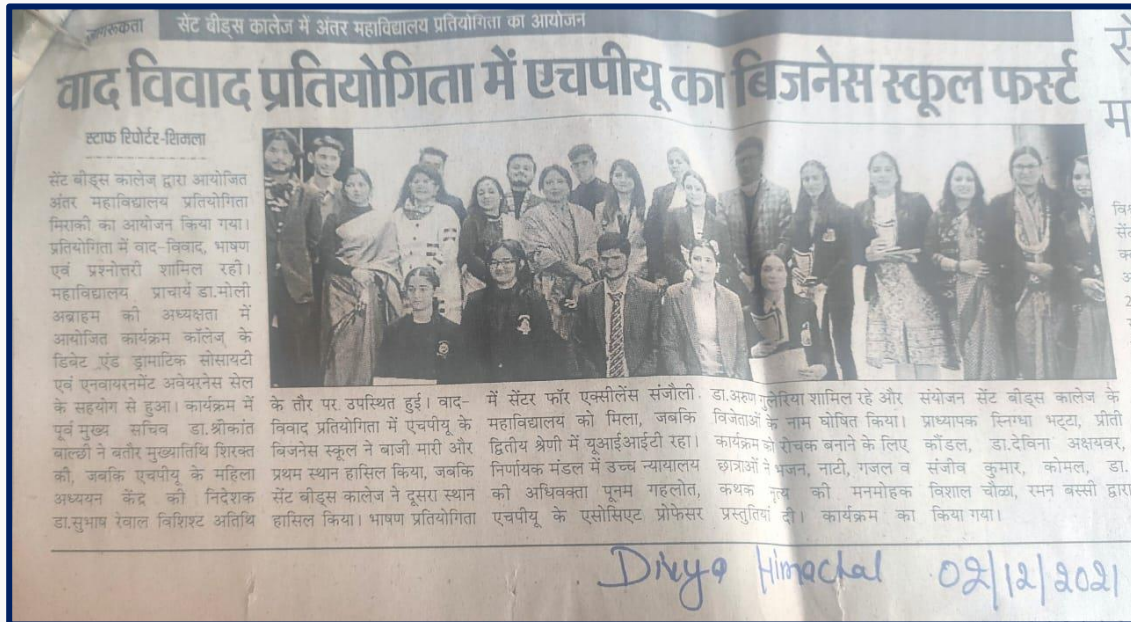 जागरूकता
सेंट बीड्स कालेज में अंतर महाविद्यालय प्रतियोगिता का आयोजन
वाद विवाद प्रतियोगिता में एचपीयू का बिजनेस स्कूल फर्स्ट
स्टाफ रिपोर्टर-शिमला
सेंट बीड्स कालेज द्वारा आयोजित
अंतर महाविद्यालय प्रतियोगिता
मिराकी का आयोजन किया गया।
प्रतियोगिता में वाद-विवाद, भाषण
एवं प्रश्नोत्तरी शामिल रही।
महाविद्यालय प्राचार्य डा.मोली
अब्राहम की अध्यक्षता में
आयोजित कार्यक्रम कॉलेज के
डिबेट एंड ड्रामाटिक सोसायटी
एवं एनवायरनमेंट अवेयरनेस सेल
के सहयोग से हुआ। कार्यक्रम में
पूर्व मुख्य सचिव डा.श्रीकांत
बाल्दी ने बतौर मुख्यातिथि शिरक्त
की, जबकि एचपीयू के महिला
अध्ययन केंद्र की निदेशक
डा.सुभाष रेवाल विशिश्ट अतिथि
के तौर पर उपस्थित हुई। वाद-
विवाद प्रतियोगिता में एचपीयू के
बिजनेस स्कूल ने बाजी मारी और
प्रथम स्थान हासिल किया, जबकि
सेंट बीड्स कालेज ने दूसरा स्थान
हासिल किया। भाषण प्रतियोगिता
में सेंटर फॉर एक्सीलेंस संजौली
महाविद्यालय को मिला, जबकि
द्वितीय श्रेणी में यूआईआईटी रहा।
निर्णायक मंडल में उच्च न्यायालय
की अधिवक्ता पूनम गहलोत,
एचपीयू के एसोसिएट प्रोफेसर
डा.अरुण गुलेरिया शामिल रहे और
विजेताओं के नाम घोषित किया।
कार्यक्रम को रोचक बनाने के लिए
छात्राओं ने भजन, नाटी, गजल व
कथक नृत्य की मनमोहक
प्रस्तुतियां दी। कार्यक्रम का
संयोजन सेंट बीड्स कालेज के
प्राध्यापक स्निग्धा भट्टा, प्रीती
कौंडल, डा.देविना अक्षयवर,
संजीव कुमार, कोमल, डा.
विशाल चौळा, रमन बस्सी द्वारा
किया गया।
Divya Himachal 02/12/2021